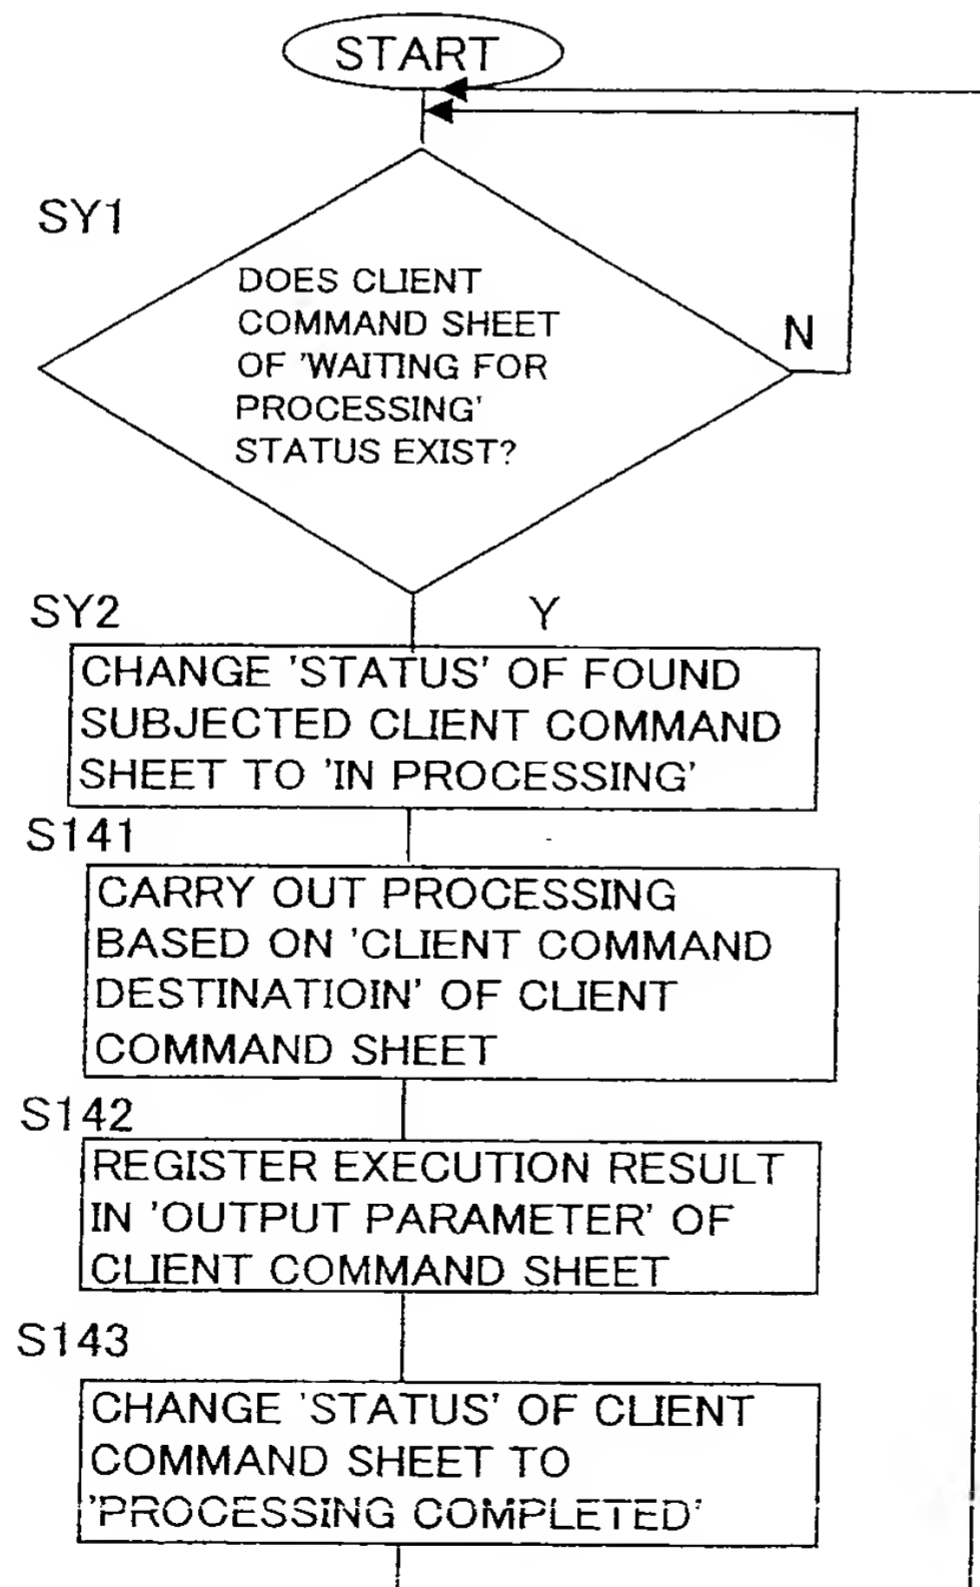 START
SY1
DOES CLIENT
COMMAND SHEET
OF 'WAITING FOR
PROCESSING'
STATUS EXIST?
N
SY2
Y
CHANGE 'STATUS' OF FOUND
SUBJECTED CLIENT COMMAND
SHEET TO 'IN PROCESSING'
S141
CARRY OUT PROCESSING
BASED ON 'CLIENT COMMAND
DESTINATIOIN' OF CLIENT
COMMAND SHEET
S142
REGISTER EXECUTION RESULT
IN 'OUTPUT PARAMETER' OF
CLIENT COMMAND SHEET
S143
CHANGE 'STATUS' OF CLIENT
COMMAND SHEET TO
'PROCESSING COMPLETED'